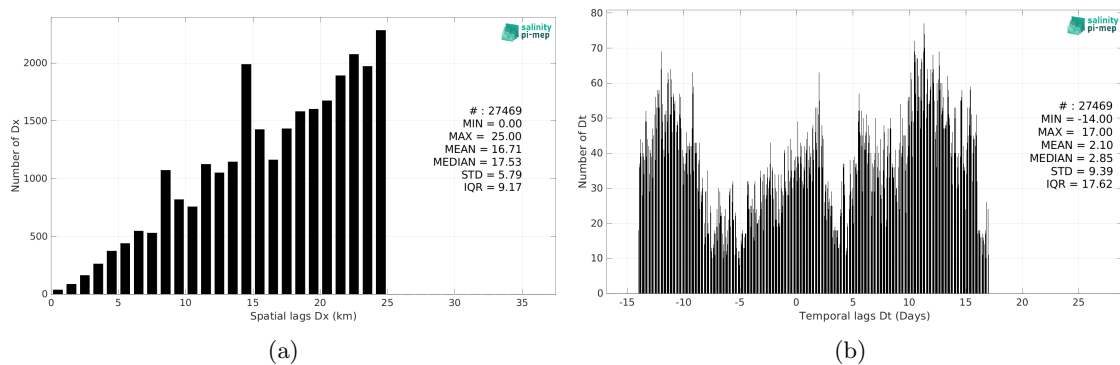 salinity
pi-mep
2000
1500
1000
500
0
0 5 10 15 20 25 30 35
Number of Dx
Spatial lags Dx (km)
# : 27469
MIN = 0.00
MAX = 25.00
MEAN = 16.71
MEDIAN = 17.53
STD = 5.79
IQR = 9.17
(a)
salinity
pi-mep
80
70
60
50
40
30
20
10
0
-15 -10 -5 0 5 10 15 20 25
Number of Dt
Temporal lags Dt (Days)
# : 27469
MIN = -14.00
MAX = 17.00
MEAN = 2.10
MEDIAN = 2.85
STD = 9.39
IQR = 17.62
(b)